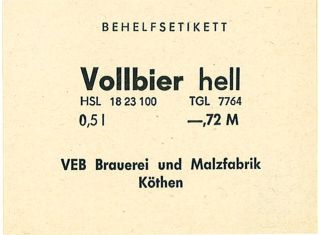 BEHELFSETIKETT
Vollbier hell
HSL 18 23 100 TGL 7764
0,5 l —,72 M
VEB Brauerei und Malzfabrik
Köthen